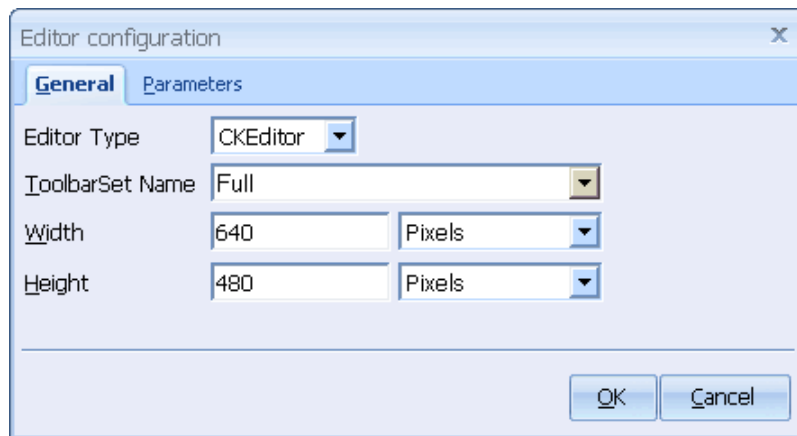 Editor configuration
General Parameters
Editor Type CKEditor
ToolbarSet Name Full
Width 640 Pixels
Height 480 Pixels
OK Cancel